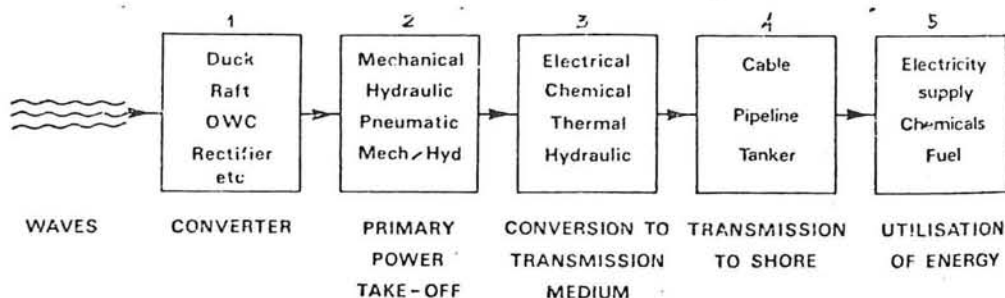 1
Duck
Raft
OWC
Rectifier
etc
2
Mechanical
Hydraulic
Pneumatic
Mech/Hyd
3
Electrical
Chemical
Thermal
Hydraulic
4
Cable
Pipeline
Tanker
5
Electricity
supply
Chemicals
Fuel
WAVES
CONVERTER
PRIMARY
POWER
TAKE-OFF
CONVERSION TO
TRANSMISSION
MEDIUM
TRANSMISSION
TO SHORE
UTILISATION
OF ENERGY